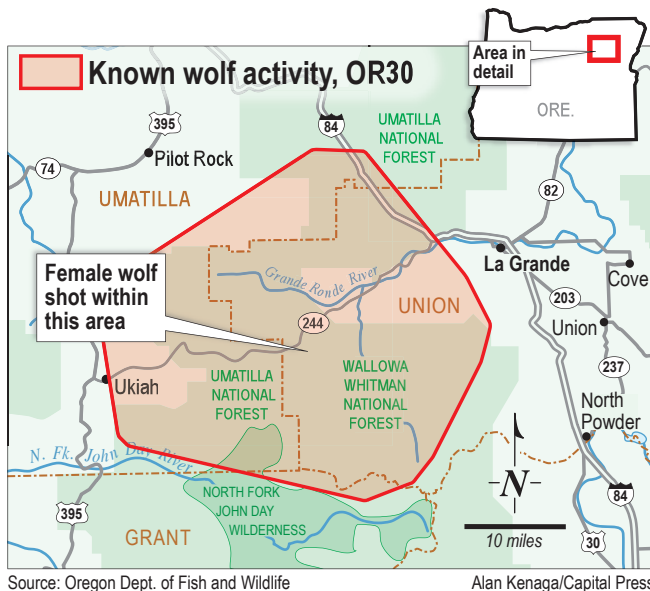 Known wolf activity, OR30
Area in
detail
ORE.
395
84
UMATILLA
NATIONAL
FOREST
74
Pilot Rock
82
UMATILLA
Female wolf
shot within
this area
Grande Ronde River
La Grande
Cove
UNION
203
244
Union
237
Ukiah
UMATILLA
NATIONAL
FOREST
WALLOWA
WHITMAN
NATIONAL
FOREST
North
Powder
N. Fk. John Day River
N
NORTH FORK
JOHN DAY
WILDERNESS
84
395
GRANT
10 miles
30
Source: Oregon Dept. of Fish and Wildlife
Alan Kenaga/Capital Press